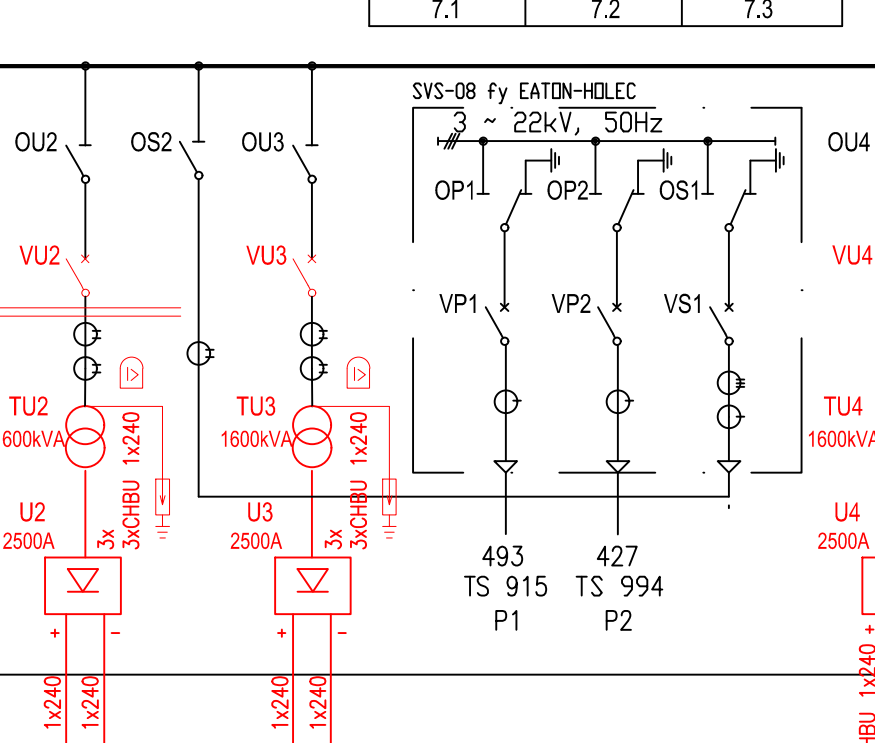 7.1 7.2 7.3
SVS-08 fy EATON-HOLEC
3 ~ 22kV, 50Hz
OU2 OS2 OU3 OU4
OP1 OP2 OS1
VU2 VU3 VU4
VP1 VP2 VS1
TU2 TU3 TU4
600kVA 1600kVA 1600kVA
3x
3xCHBU 1x240
3x
3xCHBU 1x240
U2 U3 U4
2500A 2500A 2500A
493 427
TS 915 TS 994
P1 P2
+ - + - +
1x240 1x240 1x240 1x240
HBU 1x240